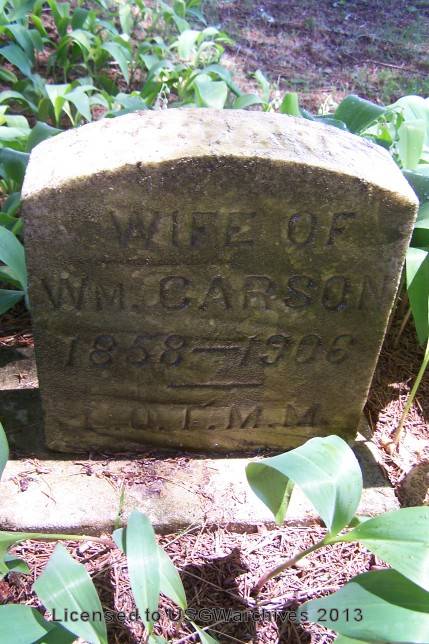 WIFE OF
WM. CARSON
1858—1906
L.O.T.M.M.
Licensed to USGWarchives 2013